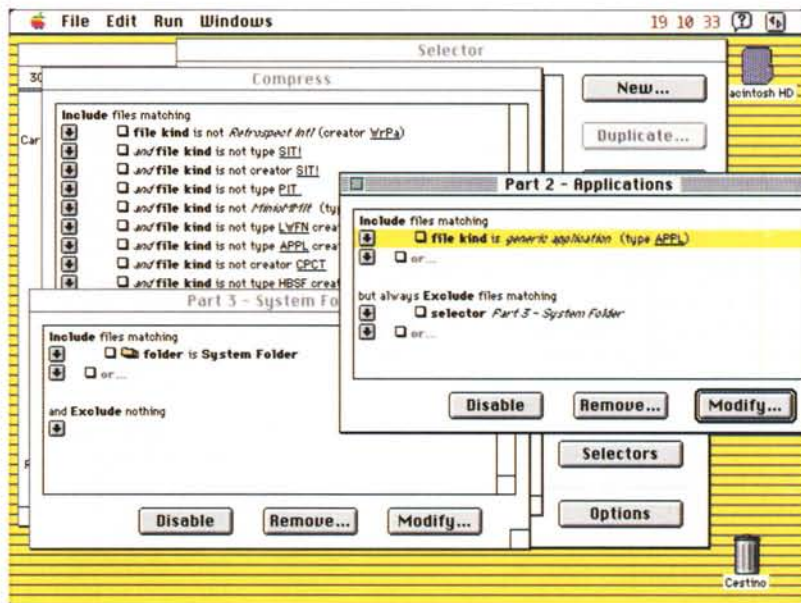 File Edit Run Windows 19 10 33
Selector
Compress
Include files matching
file kind is not Retrospect Intl (creator WrPa)
and file kind is not type SIT!
and file kind is not creator SIT!
and file kind is not type PIT
and file kind is not
and file kind is not type LWFN
and file kind is not type APPL
and file kind is not creator CPCT
and file kind is not type HBSF
New...
Duplicate...
acintosh HD
Part 2 - Applications
Include files matching
file kind is generic application (type APPL)
or...
but always Exclude files matching
selector Part 3 - System Folder
or...
Disable Remove... Modify...
Part 3 - System Fo
Include files matching
folder is System Folder
or...
and Exclude nothing
Disable Remove... Modify...
Selectors
Options
Cestino